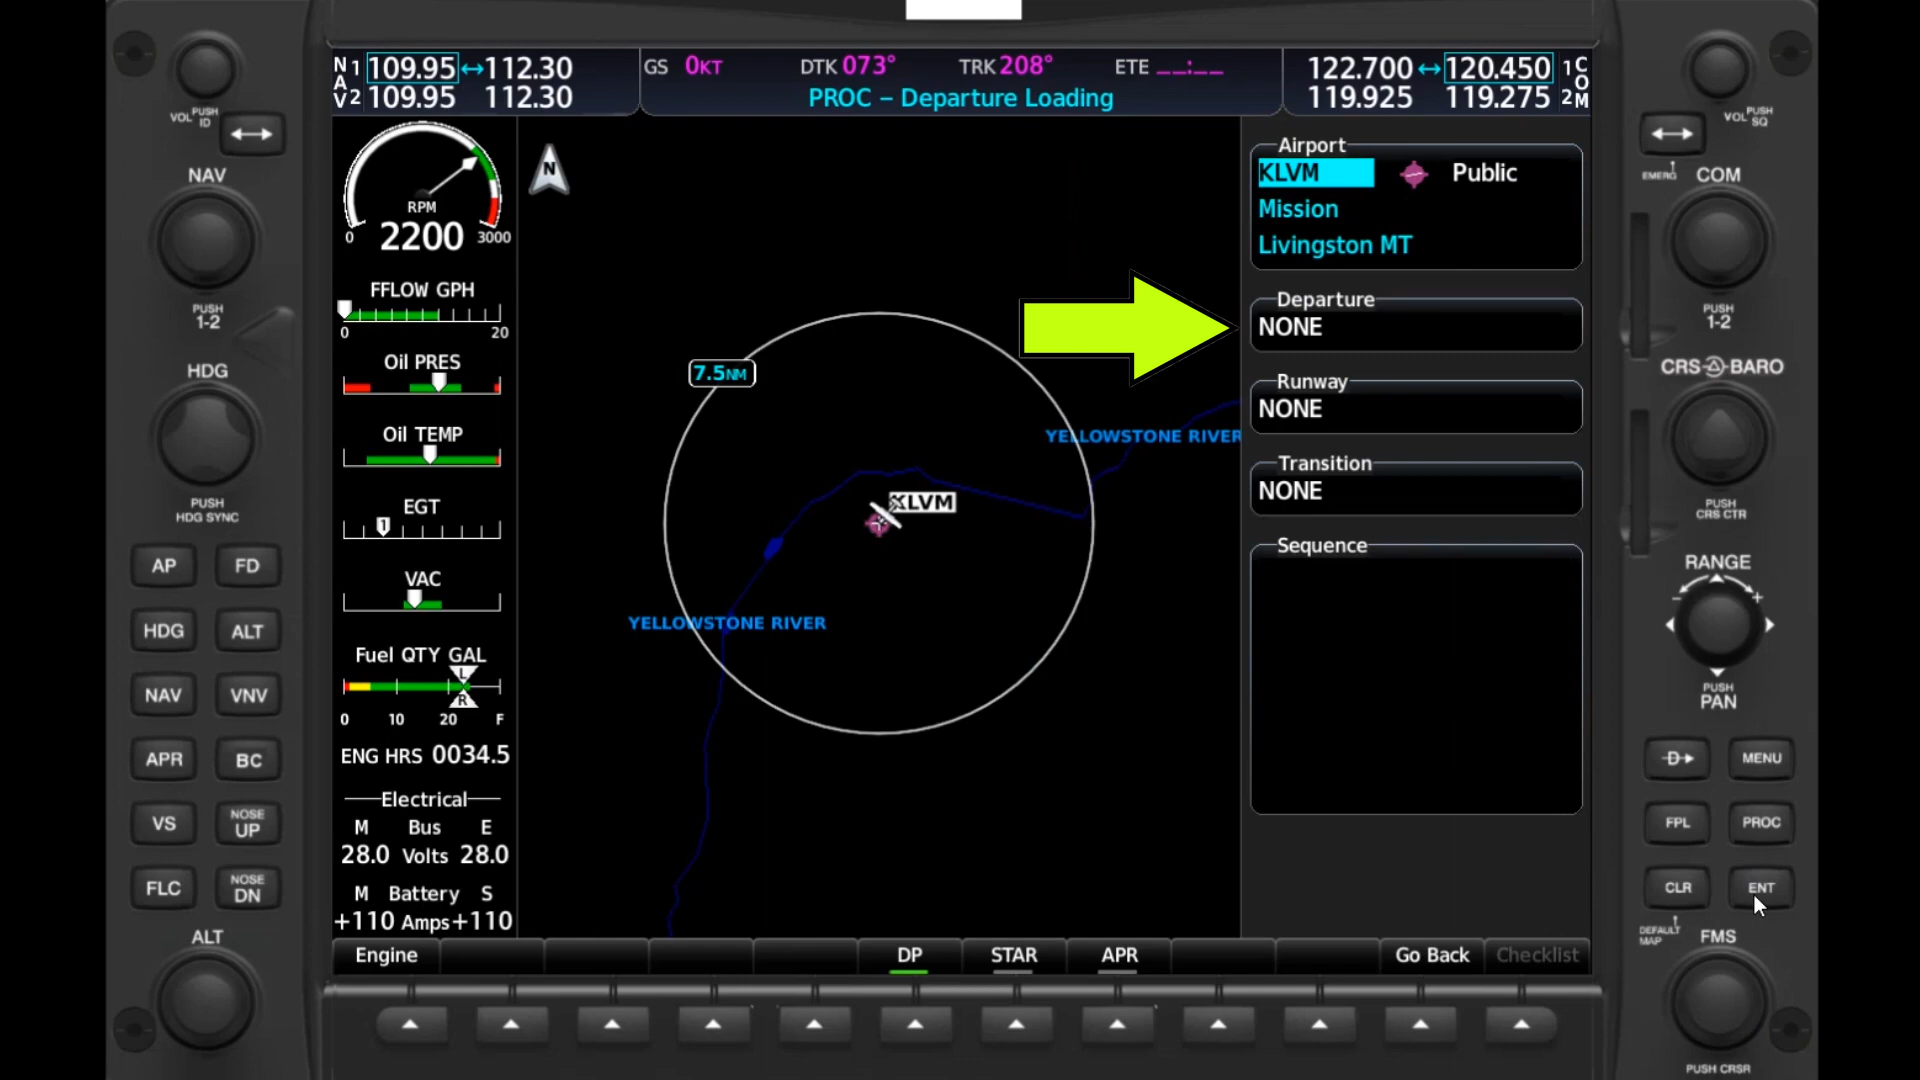 N 1 109.95 ↔ 112.30
A
V 2 109.95 112.30
GS 0KT DTK 073° TRK 208° ETE __:__
PROC – Departure Loading
122.700 ↔ 120.450 1 C
O
119.925 119.275 2 M
VOL PUSH ID
NAV
PUSH
1-2
HDG
PUSH
HDG SYNC
AP FD
HDG ALT
NAV VNV
APR BC
VS NOSE UP
FLC NOSE DN
ALT
RPM
0 2200 3000
FFLOW GPH
0 20
Oil PRES
Oil TEMP
EGT
1
VAC
Fuel QTY GAL
L
R
0 10 20 F
ENG HRS 0034.5
Electrical
M Bus E
28.0 Volts 28.0
M Battery S
+110 Amps +110
N
7.5NM
YELLOWSTONE RIVER
KLVM
YELLOWSTONE RIVER
Airport
KLVM Public
Mission
Livingston MT
Departure
NONE
Runway
NONE
Transition
NONE
Sequence
Engine DP STAR APR Go Back Checklist
VOL PUSH SQ
EMERG COM
PUSH
1-2
CRS BARO
PUSH
CRS CTR
RANGE
- +
PUSH
PAN
D MENU
FPL PROC
CLR ENT
DEFAULT MAP FMS
PUSH CRSR